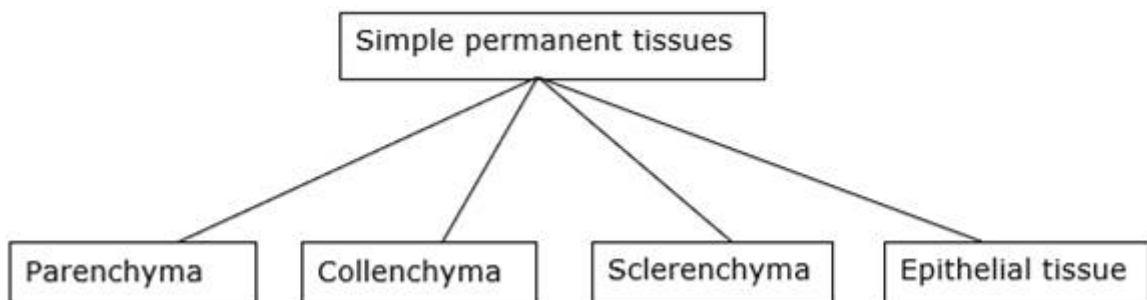 Simple permanent tissues
Parenchyma
Collenchyma
Sclerenchyma
Epithelial tissue